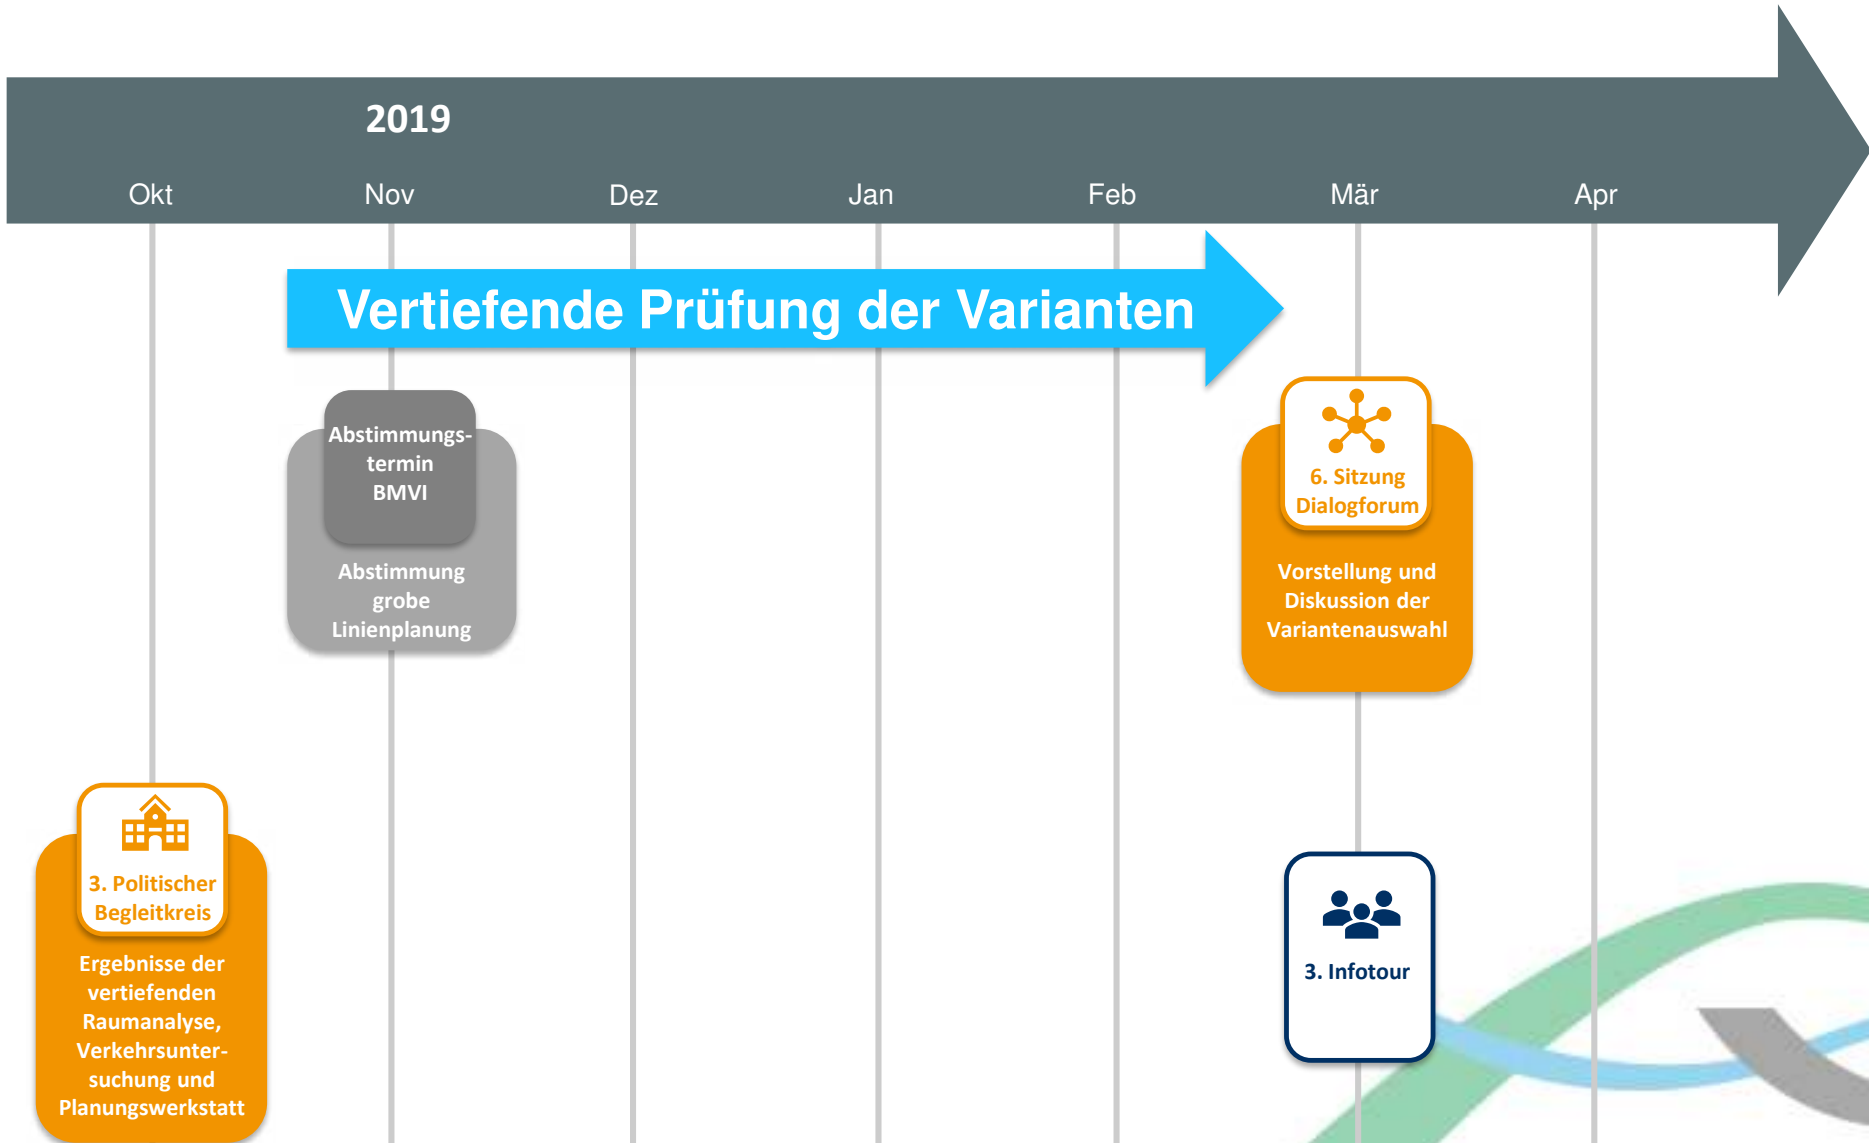 2019
Okt
Nov
Dez
Jan
Feb
Mär
Apr
Vertiefende Prüfung der Varianten
Abstimmungs-
termin
BMVI
Abstimmung
grobe
Linienplanung
6. Sitzung
Dialogforum
Vorstellung und
Diskussion der
Variantenauswahl
3. Politischer
Begleitkreis
Ergebnisse der
vertiefenden
Raumanalyse,
Verkehrsunter-
suchung und
Planungswerkstatt
3. Infotour